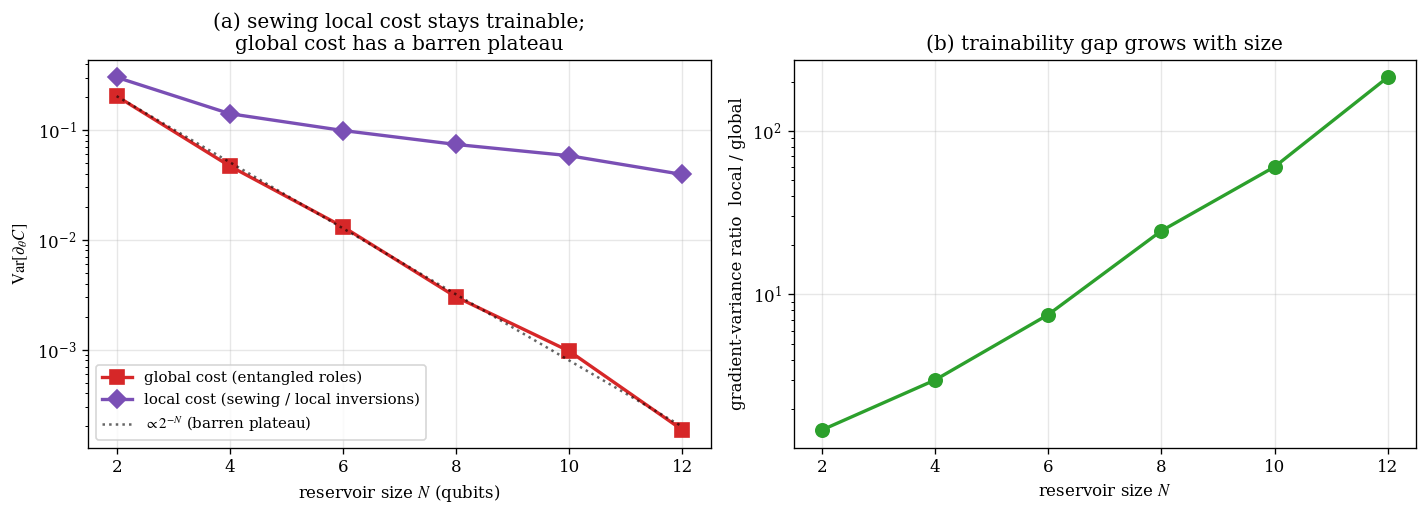 (a) sewing local cost stays trainable;
global cost has a barren plateau
Var[∂θC]
10⁻¹
10⁻²
10⁻³
global cost (entangled roles)
local cost (sewing / local inversions)
∝2⁻ᴺ (barren plateau)
2 4 6 8 10 12
reservoir size N (qubits)
(b) trainability gap grows with size
gradient-variance ratio local / global
10²
10¹
2 4 6 8 10 12
reservoir size N